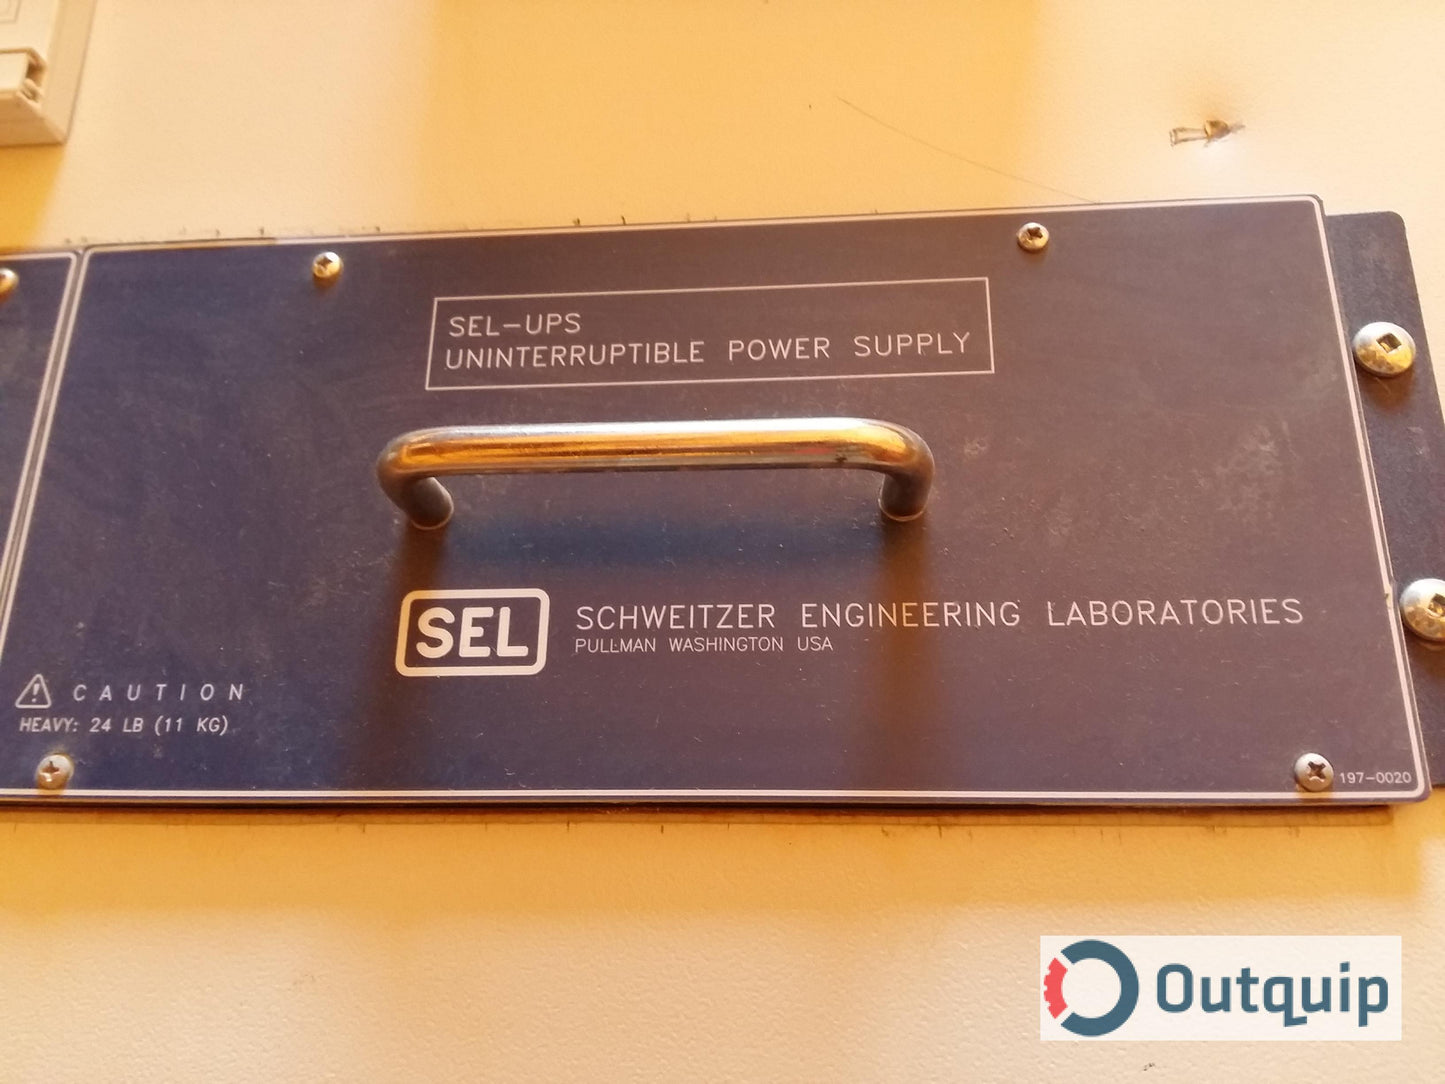 SEL-UPS
UNINTERRUPTIBLE POWER SUPPLY
SEL
SCHWEITZER ENGINEERING LABORATORIES
PULLMAN WASHINGTON USA
CAUTION
HEAVY: 24 LB (11 KG)
197-0020
Outquip